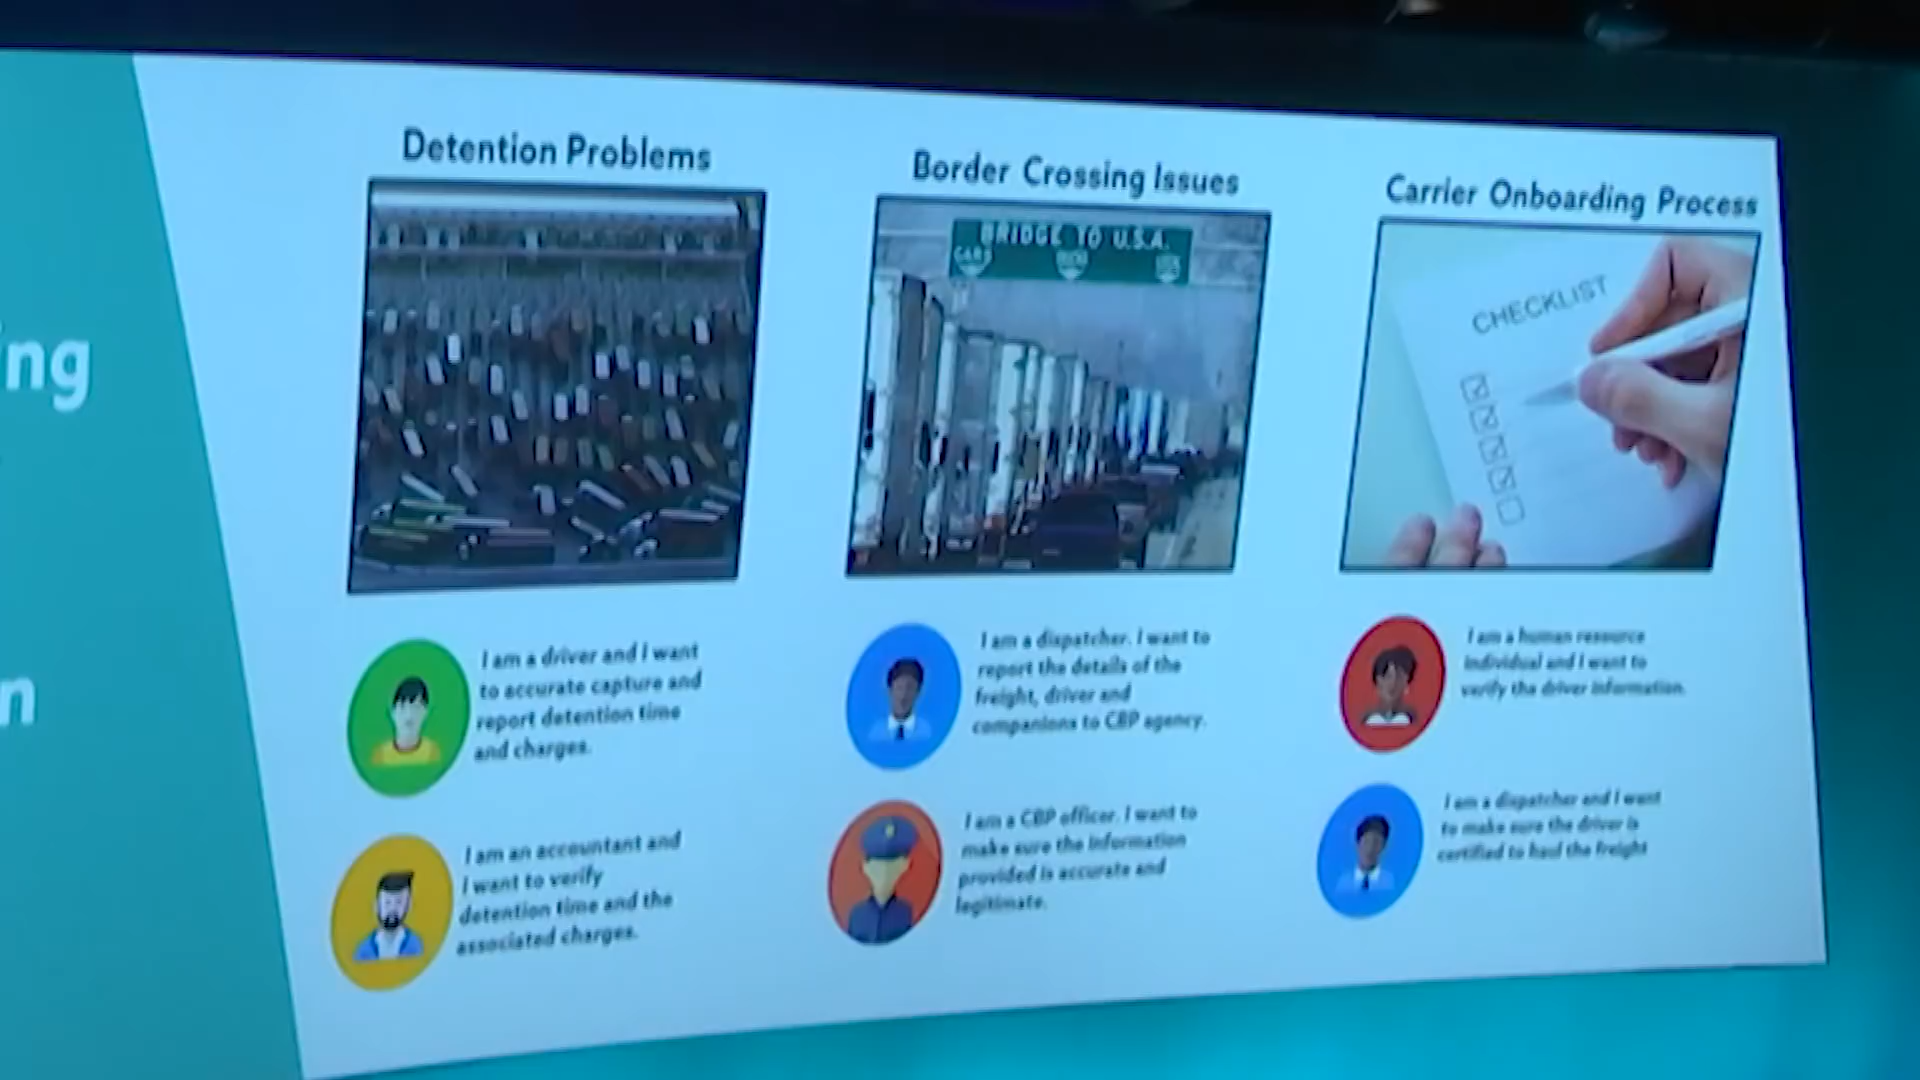 ing
n
Detention Problems
I am a driver and I want
to accurate capture and
report detention time
and charges.
I am an accountant and
I want to verify
detention time and the
associated charges.
Border Crossing Issues
BRIDGE TO U.S.A.
CARS
I am a dispatcher. I want to
report the details of the
freight, driver and
companions to CBP agency.
I am a CBP officer. I want to
make sure the information
provided is accurate and
legitimate.
Carrier Onboarding Process
CHECKLIST
I am a human resource
individual and I want to
verify the driver information.
I am a dispatcher and I want
to make sure the driver is
certified to haul the freight